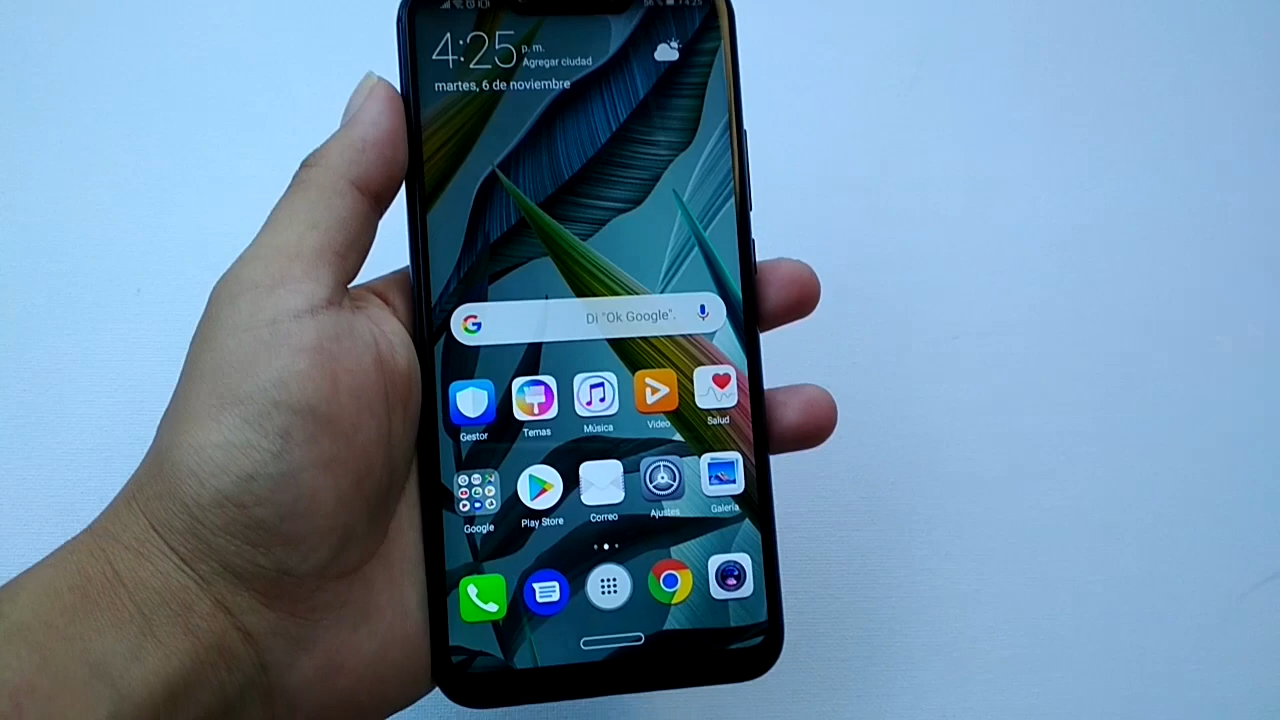 4:25 p. m.
Agregar ciudad
martes, 6 de noviembre
Di "Ok Google".
Gestor
Temas
Música
Video
Salud
Google
Play Store
Correo
Ajustes
Galería